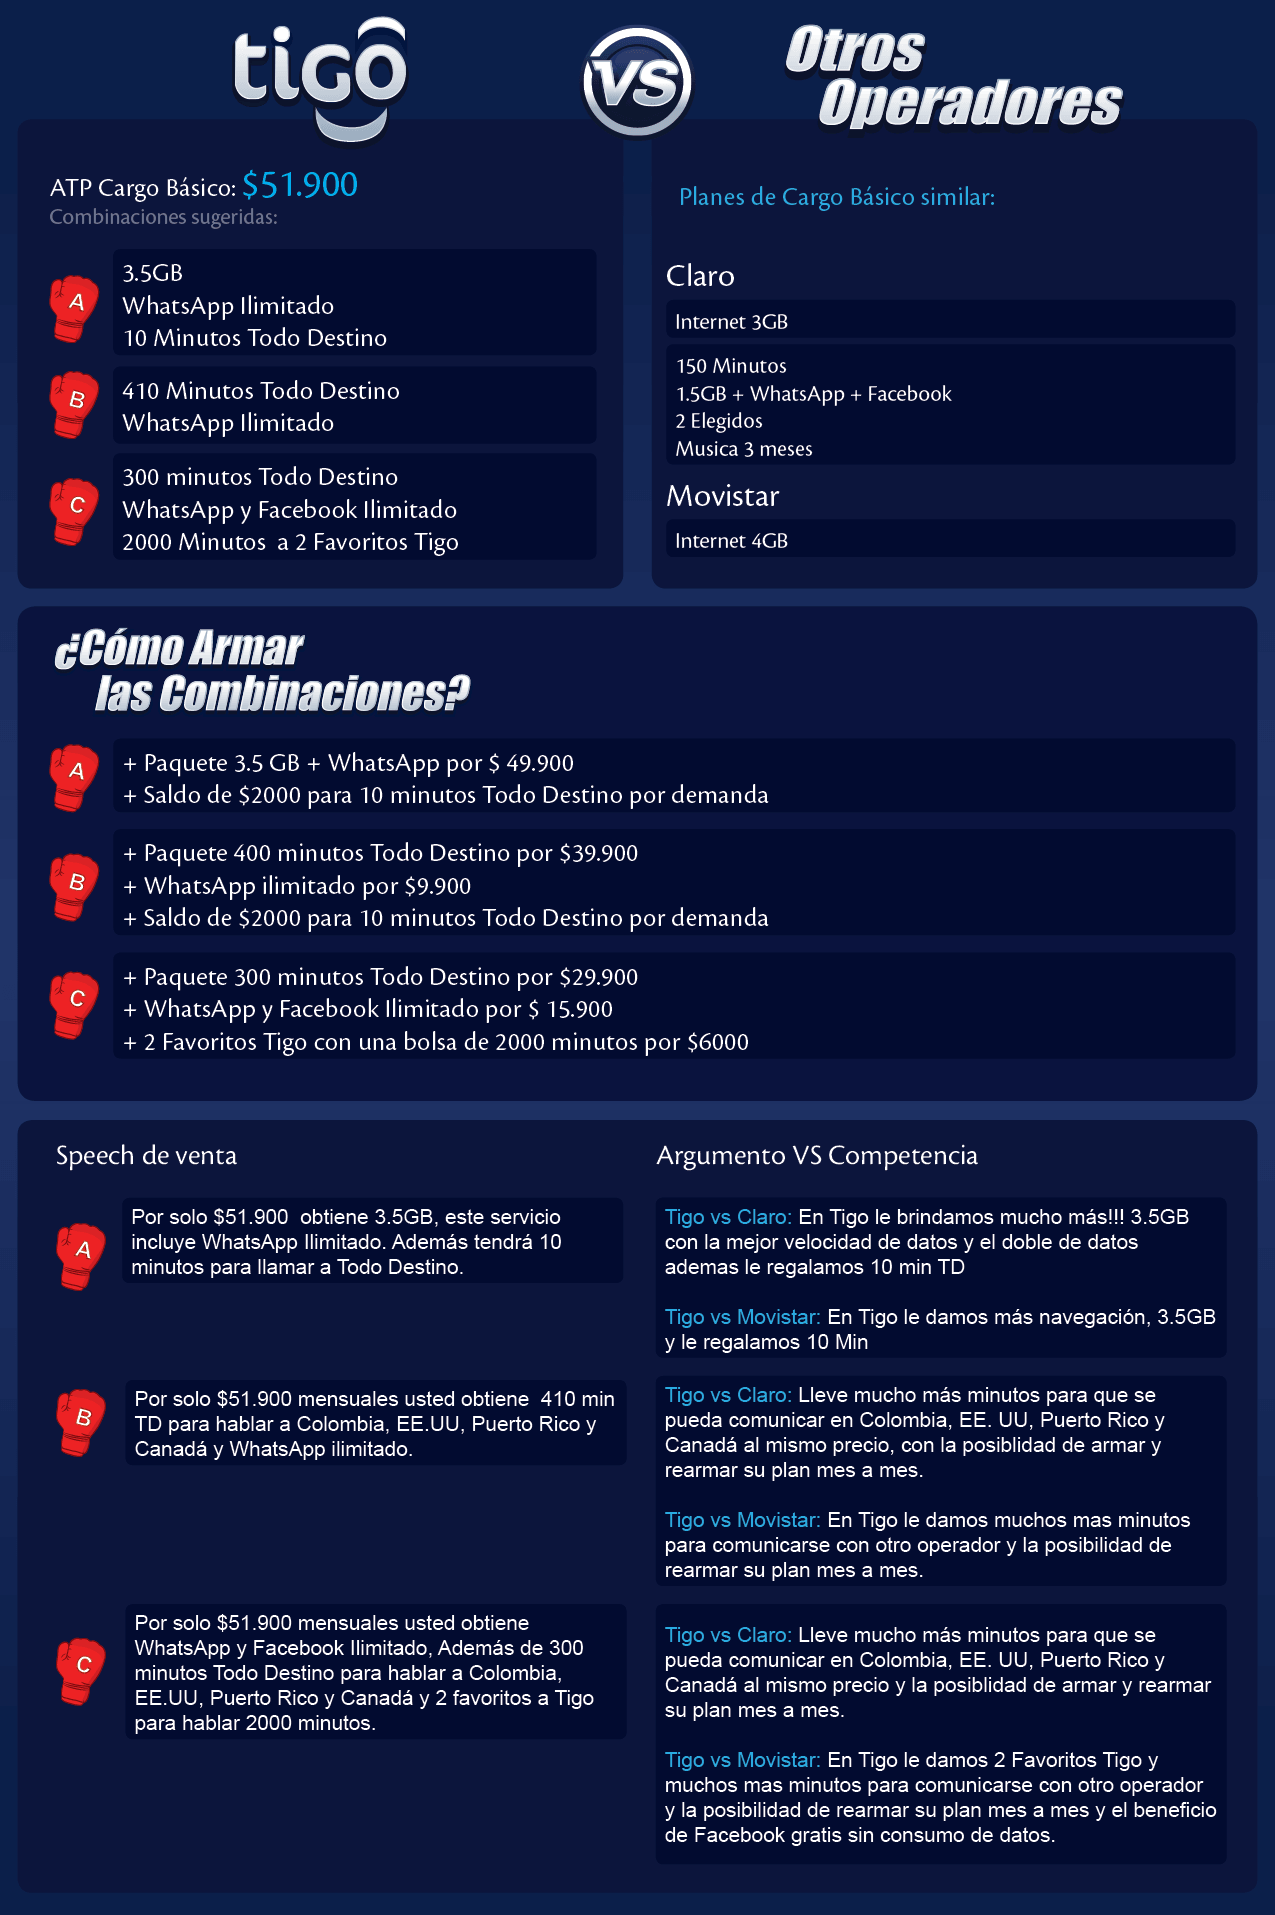 tigo
VS
Otros
Operadores
ATP Cargo Básico: $51.900
Combinaciones sugeridas:
A
3.5GB
WhatsApp Ilimitado
10 Minutos Todo Destino
B
410 Minutos Todo Destino
WhatsApp Ilimitado
C
300 minutos Todo Destino
WhatsApp y Facebook Ilimitado
2000 Minutos a 2 Favoritos Tigo
Planes de Cargo Básico similar:
Claro
Internet 3GB
150 Minutos
1.5GB + WhatsApp + Facebook
2 Elegidos
Musica 3 meses
Movistar
Internet 4GB
¿Cómo Armar
las Combinaciones?
A
+ Paquete 3.5 GB + WhatsApp por $ 49.900
+ Saldo de $2000 para 10 minutos Todo Destino por demanda
B
+ Paquete 400 minutos Todo Destino por $39.900
+ WhatsApp ilimitado por $9.900
+ Saldo de $2000 para 10 minutos Todo Destino por demanda
C
+ Paquete 300 minutos Todo Destino por $29.900
+ WhatsApp y Facebook Ilimitado por $ 15.900
+ 2 Favoritos Tigo con una bolsa de 2000 minutos por $6000
Speech de venta
Argumento VS Competencia
A
Por solo $51.900 obtiene 3.5GB, este servicio
incluye WhatsApp Ilimitado. Además tendrá 10
minutos para llamar a Todo Destino.
Tigo vs Claro: En Tigo le brindamos mucho más!!! 3.5GB
con la mejor velocidad de datos y el doble de datos
ademas le regalamos 10 min TD
Tigo vs Movistar: En Tigo le damos más navegación, 3.5GB
y le regalamos 10 Min
B
Por solo $51.900 mensuales usted obtiene 410 min
TD para hablar a Colombia, EE.UU, Puerto Rico y
Canadá y WhatsApp ilimitado.
Tigo vs Claro: Lleve mucho más minutos para que se
pueda comunicar en Colombia, EE. UU, Puerto Rico y
Canadá al mismo precio, con la posiblidad de armar y
rearmar su plan mes a mes.
Tigo vs Movistar: En Tigo le damos muchos mas minutos
para comunicarse con otro operador y la posibilidad de
rearmar su plan mes a mes.
C
Por solo $51.900 mensuales usted obtiene
WhatsApp y Facebook Ilimitado, Además de 300
minutos Todo Destino para hablar a Colombia,
EE.UU, Puerto Rico y Canadá y 2 favoritos a Tigo
para hablar 2000 minutos.
Tigo vs Claro: Lleve mucho más minutos para que se
pueda comunicar en Colombia, EE. UU, Puerto Rico y
Canadá al mismo precio y la posiblidad de armar y rearmar
su plan mes a mes.
Tigo vs Movistar: En Tigo le damos 2 Favoritos Tigo y
muchos mas minutos para comunicarse con otro operador
y la posibilidad de rearmar su plan mes a mes y el beneficio
de Facebook gratis sin consumo de datos.